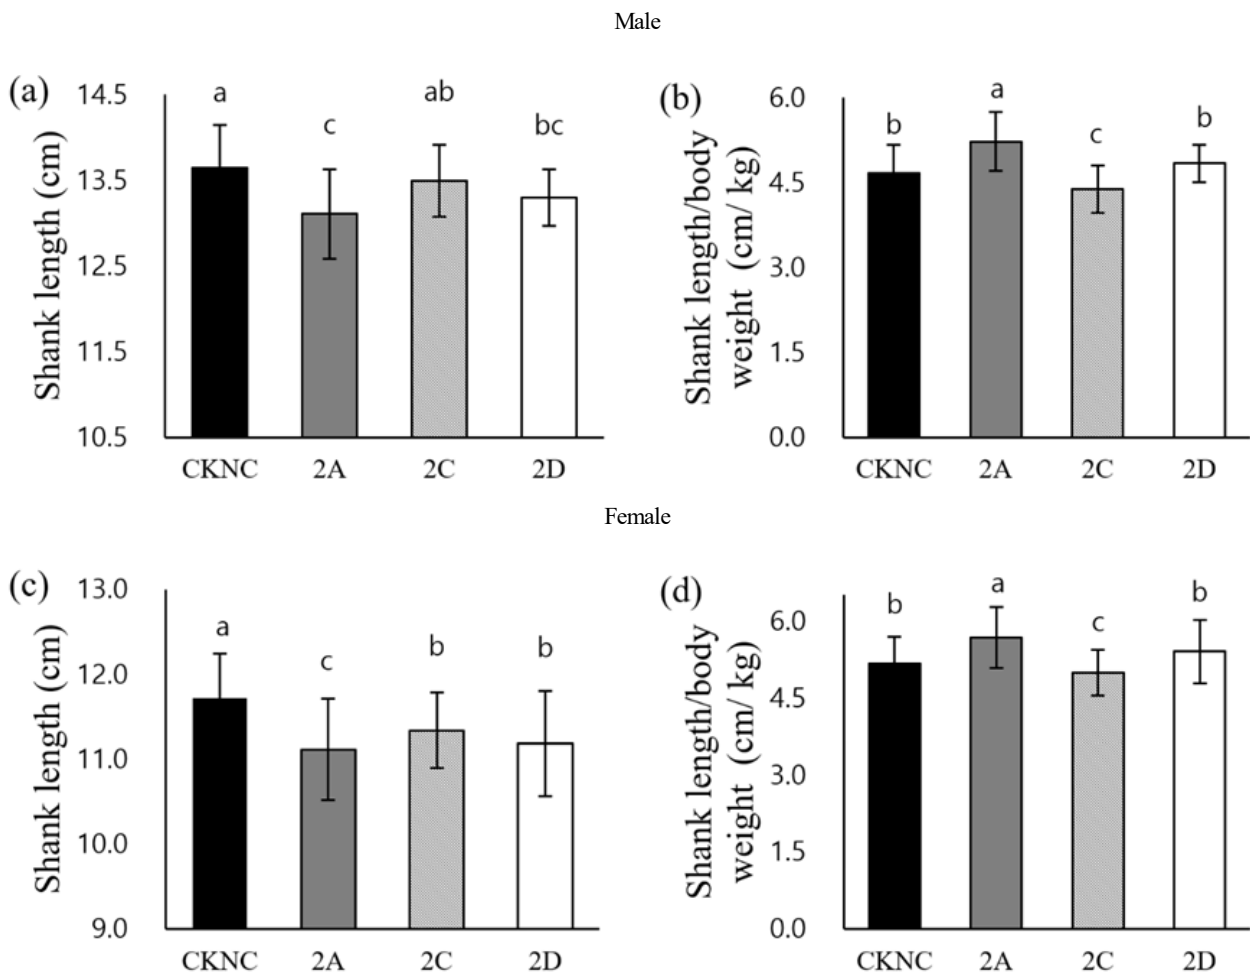 Male
(a)
Shank length (cm)
14.5
13.5
12.5
11.5
10.5
a
c
ab
bc
CKNC 2A 2C 2D
(b)
Shank length/body
weight (cm/ kg)
6.0
4.5
3.0
1.5
0.0
b
a
c
b
CKNC 2A 2C 2D
Female
(c)
Shank length (cm)
13.0
12.0
11.0
10.0
9.0
a
c
b
b
CKNC 2A 2C 2D
(d)
Shank length/body
weight (cm/ kg)
6.0
4.5
3.0
1.5
0.0
b
a
c
b
CKNC 2A 2C 2D